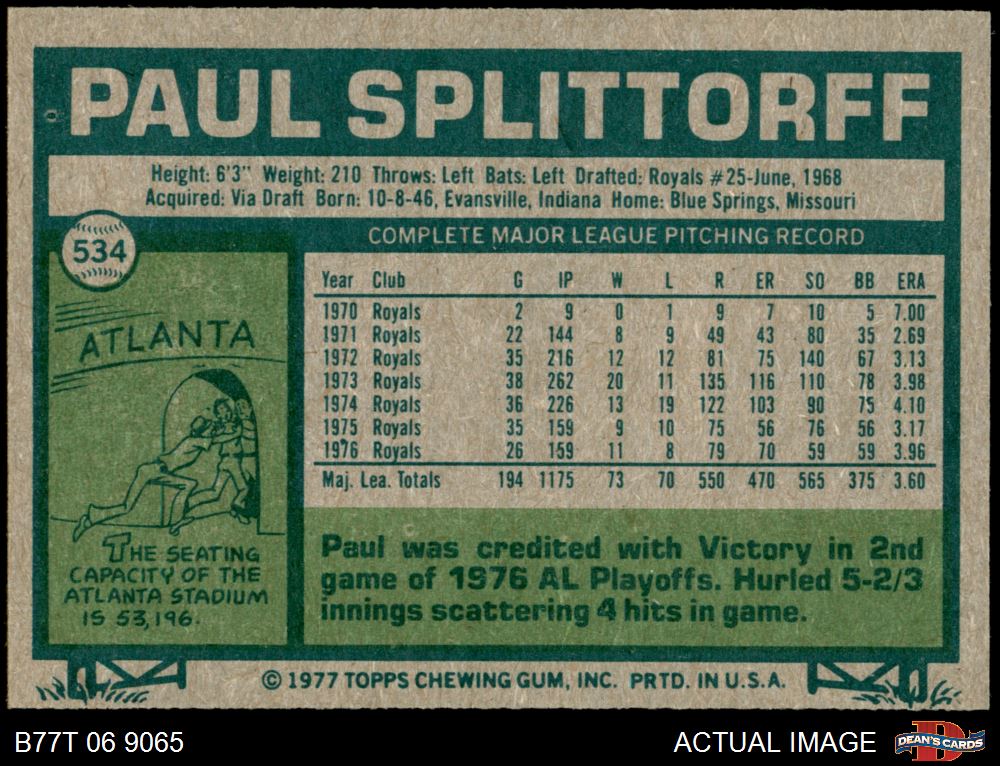 PAUL SPLITTORFF
Height: 6'3" Weight: 210 Throws: Left Bats: Left Drafted: Royals #25-June, 1968
Acquired: Via Draft Born: 10-8-46, Evansville, Indiana Home: Blue Springs, Missouri
534
ATLANTA
THE SEATING
CAPACITY OF THE
ATLANTA STADIUM
IS 53,196.
COMPLETE MAJOR LEAGUE PITCHING RECORD
Year Club G IP W L R ER SO BB ERA
1970 Royals 2 9 0 1 9 7 10 5 7.00
1971 Royals 22 144 8 9 49 43 80 35 2.69
1972 Royals 35 216 12 12 81 75 140 67 3.13
1973 Royals 38 262 20 11 135 116 110 78 3.98
1974 Royals 36 226 13 19 122 103 90 75 4.10
1975 Royals 35 159 9 10 75 56 76 56 3.17
1976 Royals 26 159 11 8 79 70 59 59 3.96
Maj. Lea. Totals 194 1175 73 70 550 470 565 375 3.60
Paul was credited with Victory in 2nd
game of 1976 AL Playoffs. Hurled 5-2/3
innings scattering 4 hits in game.
© 1977 TOPPS CHEWING GUM, INC. PRTD. IN U.S.A.
B77T 06 9065
ACTUAL IMAGE
DEAN'S CARDS